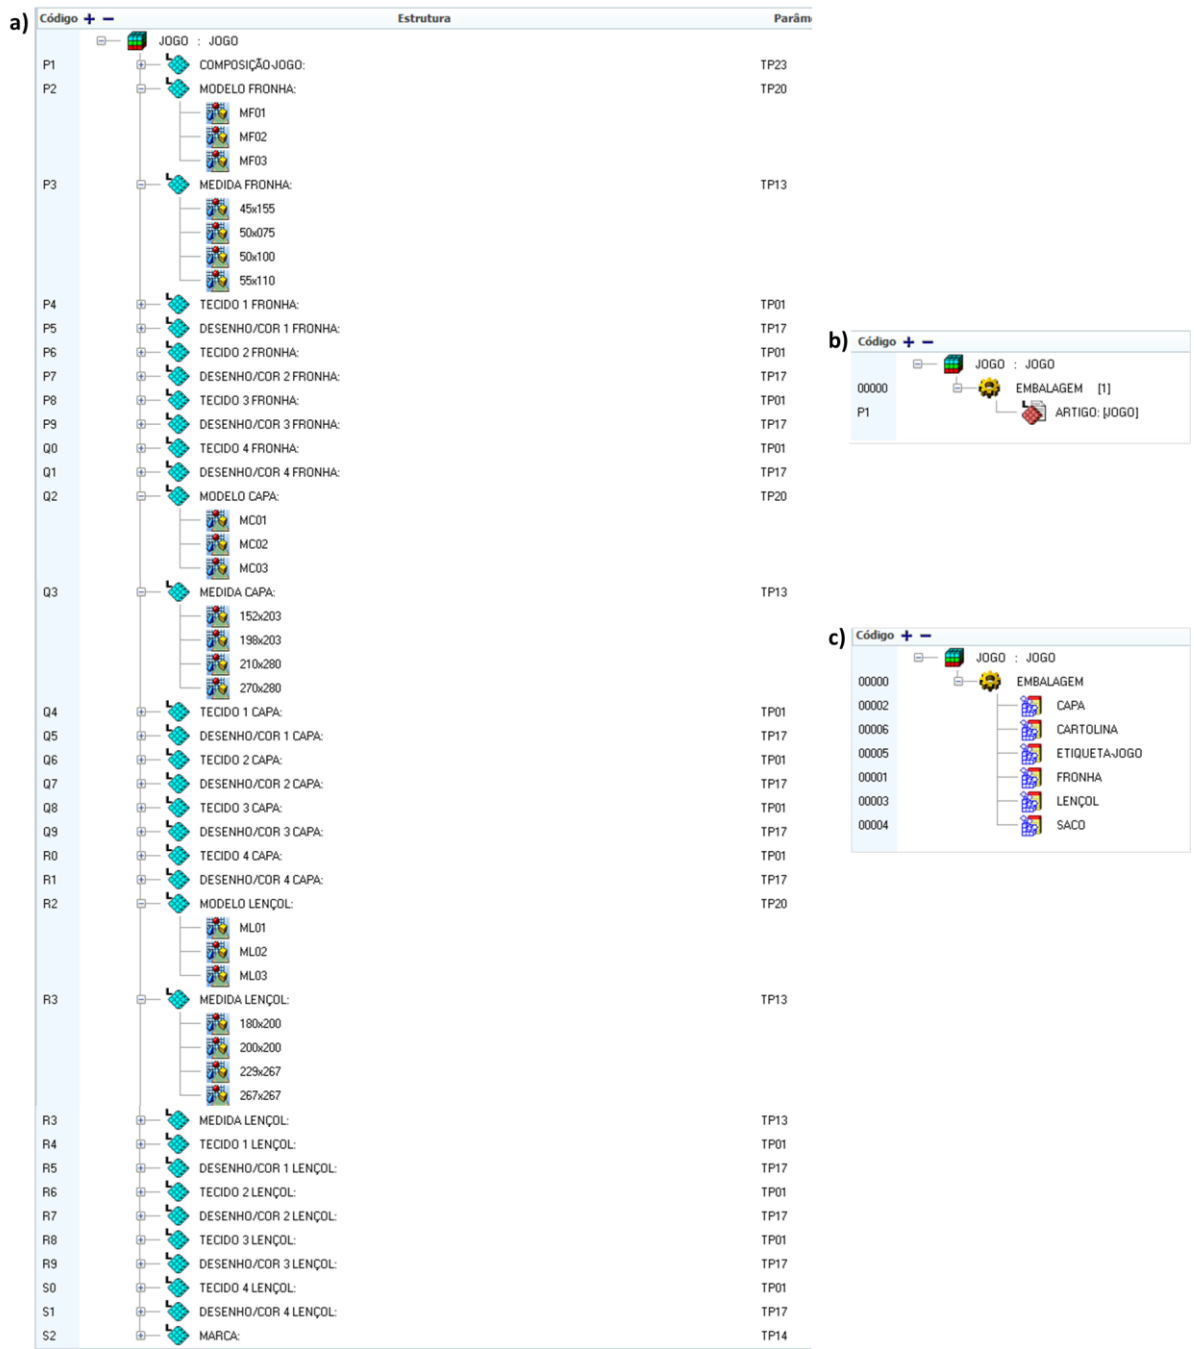 a)
Código + − Estrutura Parâm
JOGO : JOGO
P1 COMPOSIÇÃO-JOGO: TP23
P2 MODELO FRONHA: TP20
MF01
MF02
MF03
P3 MEDIDA FRONHA: TP13
45x155
50x075
50x100
55x110
P4 TECIDO 1 FRONHA: TP01
P5 DESENHO/COR 1 FRONHA: TP17
P6 TECIDO 2 FRONHA: TP01
P7 DESENHO/COR 2 FRONHA: TP17
P8 TECIDO 3 FRONHA: TP01
P9 DESENHO/COR 3 FRONHA: TP17
Q0 TECIDO 4 FRONHA: TP01
Q1 DESENHO/COR 4 FRONHA: TP17
Q2 MODELO CAPA: TP20
MC01
MC02
MC03
Q3 MEDIDA CAPA: TP13
152x203
198x203
210x280
270x280
Q4 TECIDO 1 CAPA: TP01
Q5 DESENHO/COR 1 CAPA: TP17
Q6 TECIDO 2 CAPA: TP01
Q7 DESENHO/COR 2 CAPA: TP17
Q8 TECIDO 3 CAPA: TP01
Q9 DESENHO/COR 3 CAPA: TP17
R0 TECIDO 4 CAPA: TP01
R1 DESENHO/COR 4 CAPA: TP17
R2 MODELO LENÇOL: TP20
ML01
ML02
ML03
R3 MEDIDA LENÇOL: TP13
180x200
200x200
229x267
267x267
R3 MEDIDA LENÇOL: TP13
R4 TECIDO 1 LENÇOL: TP01
R5 DESENHO/COR 1 LENÇOL: TP17
R6 TECIDO 2 LENÇOL: TP01
R7 DESENHO/COR 2 LENÇOL: TP17
R8 TECIDO 3 LENÇOL: TP01
R9 DESENHO/COR 3 LENÇOL: TP17
S0 TECIDO 4 LENÇOL: TP01
S1 DESENHO/COR 4 LENÇOL: TP17
S2 MARCA: TP14
b)
Código + −
JOGO : JOGO
00000 EMBALAGEM [1]
P1 ARTIGO: [JOGO]
c)
Código + −
JOGO : JOGO
00000 EMBALAGEM
00002 CAPA
00006 CARTOLINA
00005 ETIQUETA-JOGO
00001 FRONHA
00003 LENÇOL
00004 SACO